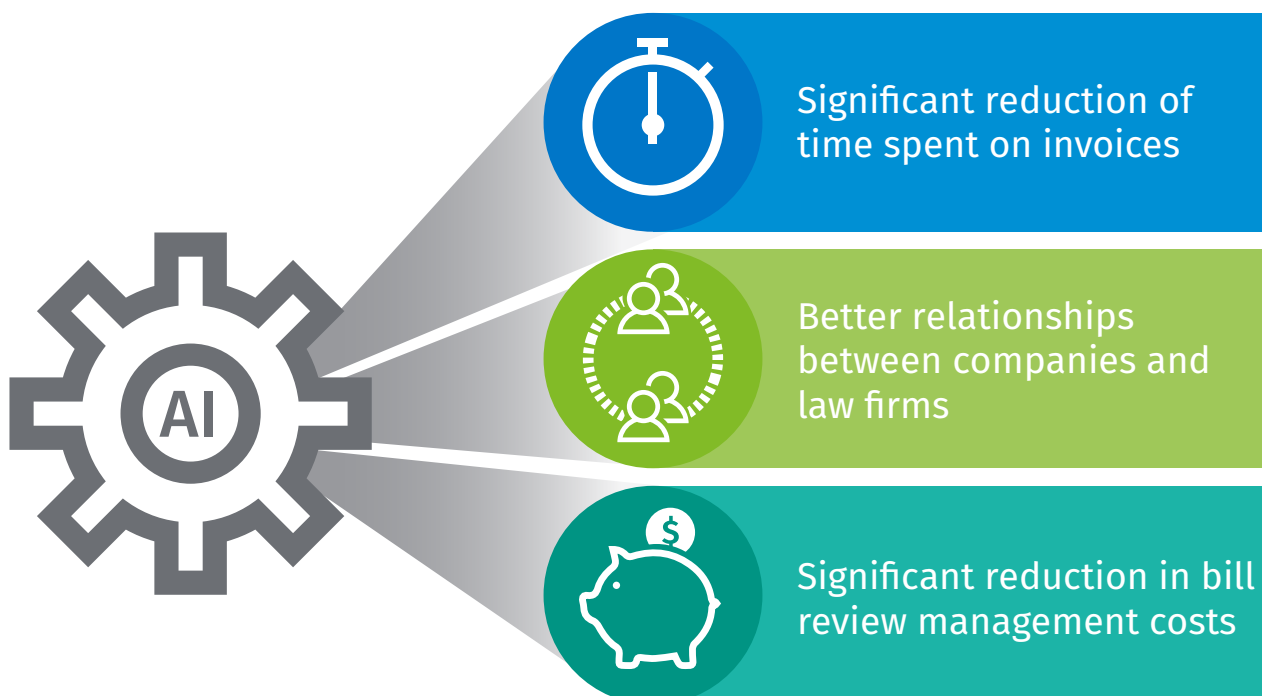 Significant reduction of
time spent on invoices
AI
Better relationships
between companies and
law firms
$
Significant reduction in bill
review management costs